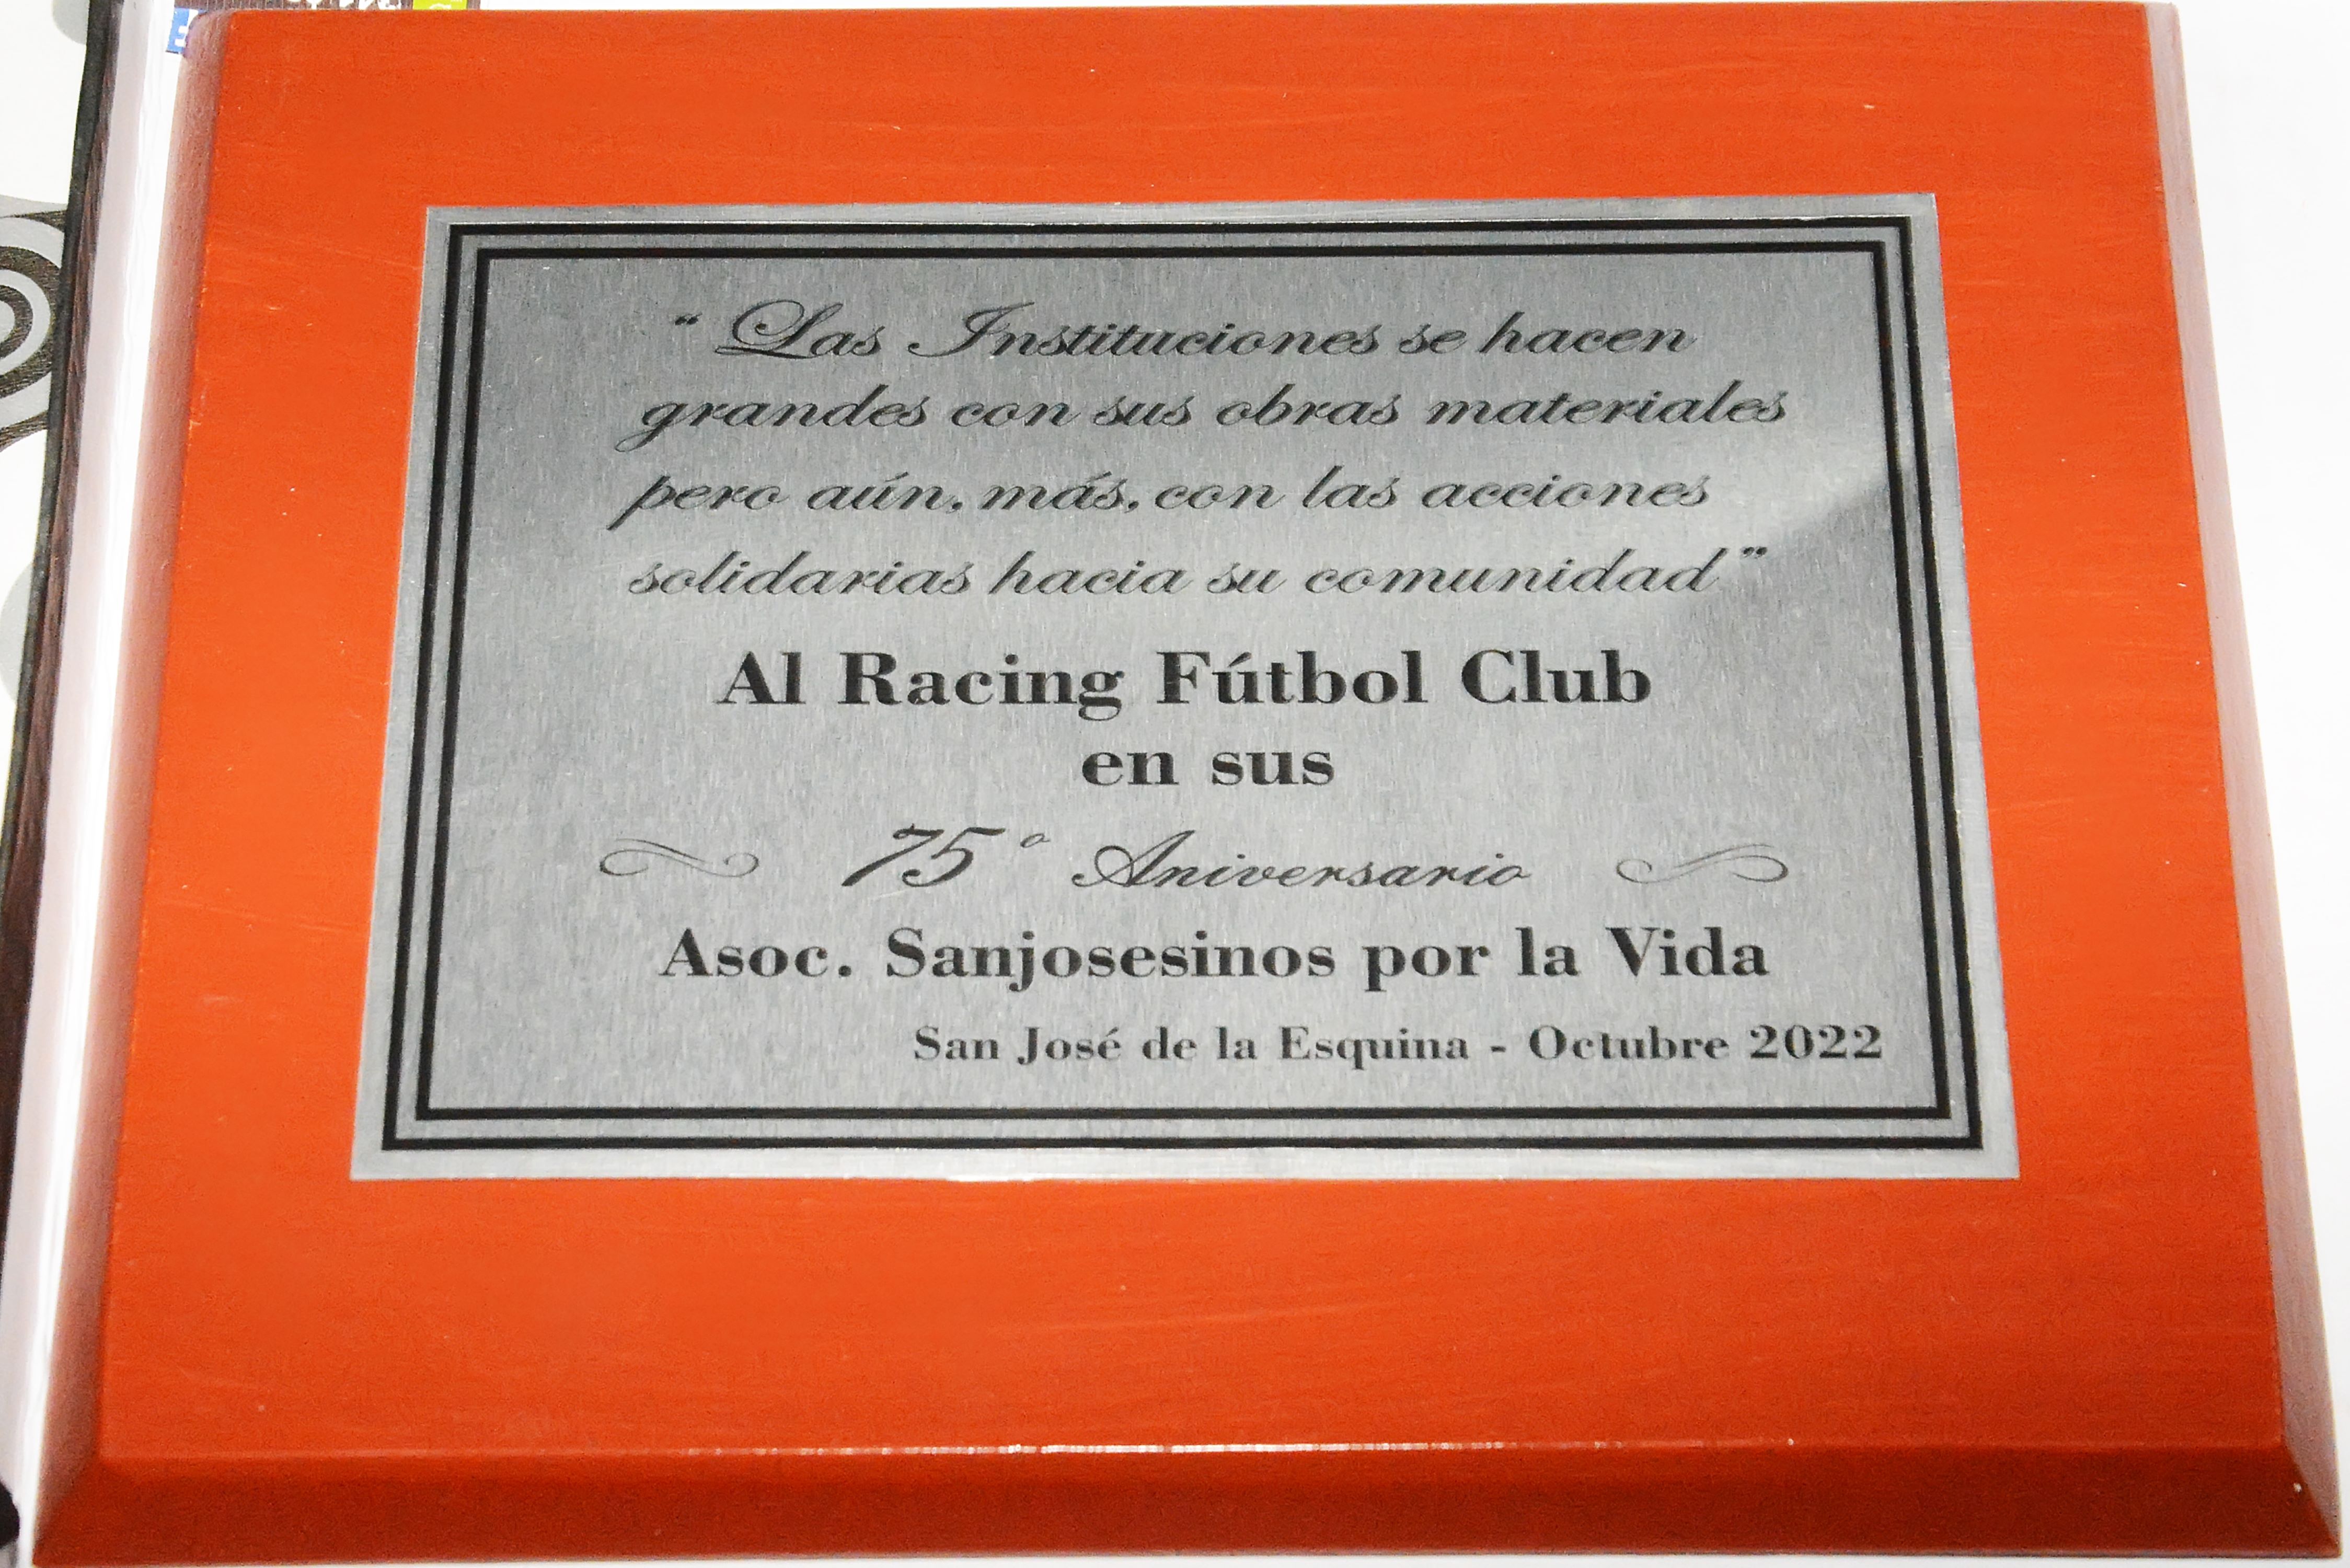 “ Las Instituciones se hacen
grandes con sus obras materiales
pero aún, más, con las acciones
solidarias hacia su comunidad”
Al Racing Fútbol Club
en sus
75º Aniversario
Asoc. Sanjosesinos por la Vida
San José de la Esquina - Octubre 2022